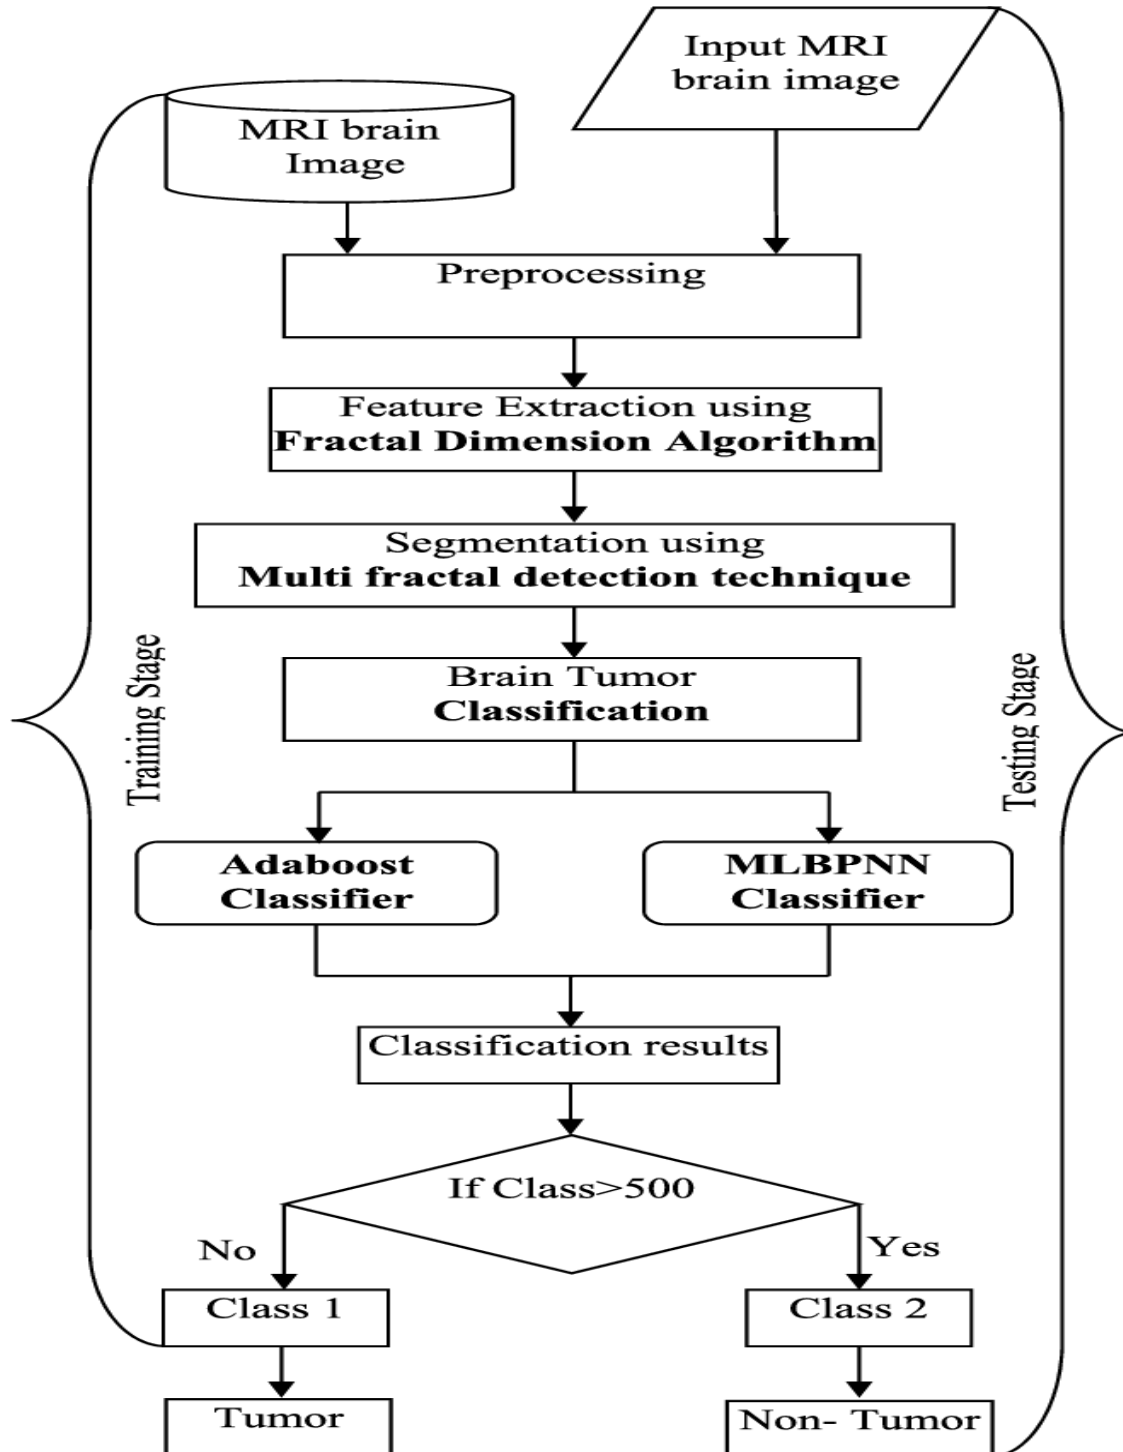 Input MRI
brain image
MRI brain
Image
Preprocessing
Feature Extraction using
Fractal Dimension Algorithm
Segmentation using
Multi fractal detection technique
Brain Tumor
Classification
Training Stage
Testing Stage
Adaboost
Classifier
MLBPNN
Classifier
Classification results
If Class>500
No
Yes
Class 1
Class 2
Tumor
Non- Tumor